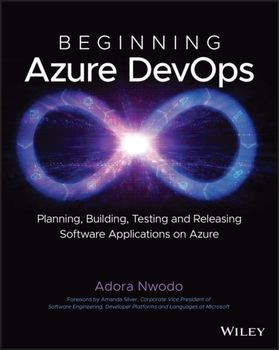 BEGINNING
Azure DevOps
Planning, Building, Testing and Releasing
Software Applications on Azure
Adora Nwodo
Foreword by Amanda Silver, Corporate Vice President of
Software Engineering, Developer Platforms and Languages at Microsoft
WILEY